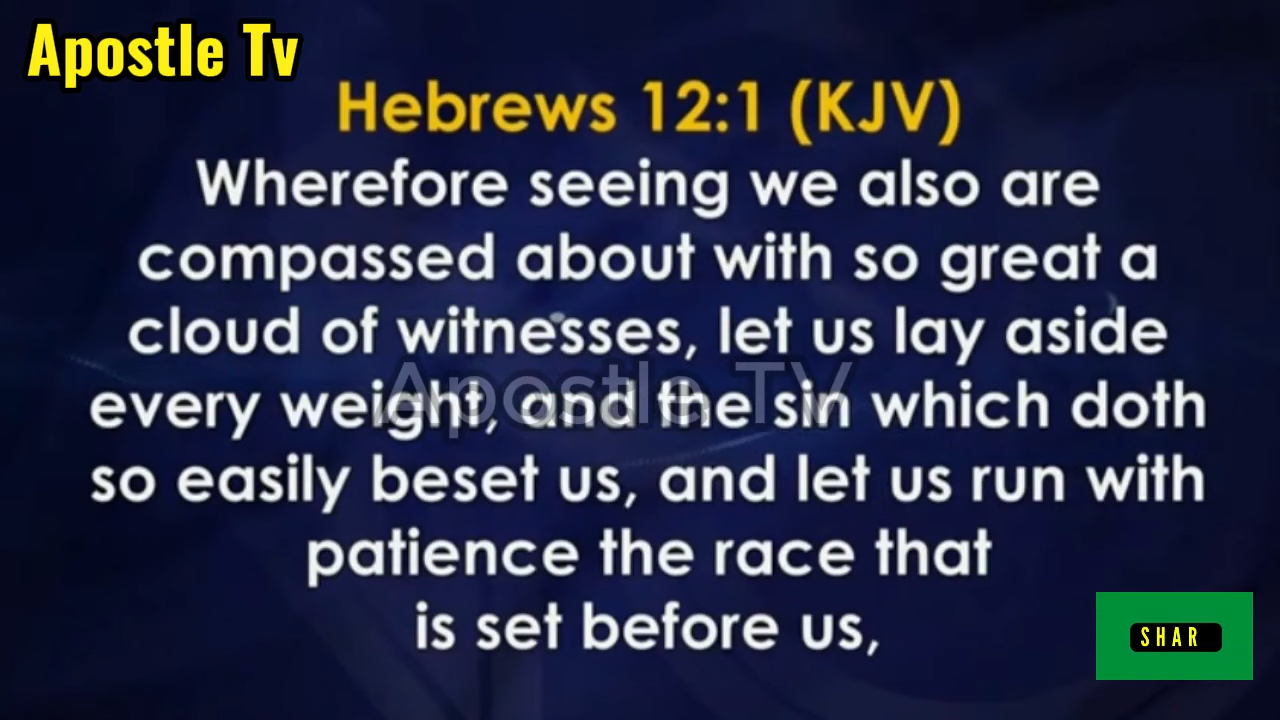 Apostle Tv
Hebrews 12:1 (KJV)
Wherefore seeing we also are
compassed about with so great a
cloud of witnesses, let us lay aside
every weight, and the sin which doth
Apostle TV
so easily beset us, and let us run with
patience the race that
is set before us,
SHAR